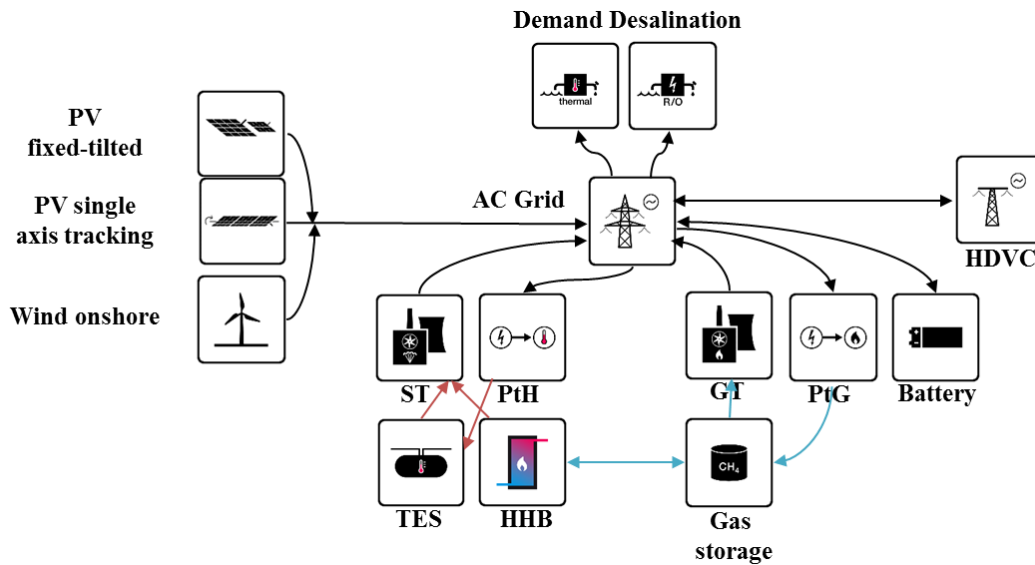 Demand Desalination
thermal
R/O
PV
fixed-tilted
PV single
axis tracking
AC Grid
HDVC
Wind onshore
ST
PtH
GT
PtG
Battery
TES
HHB
CH₄
Gas
storage